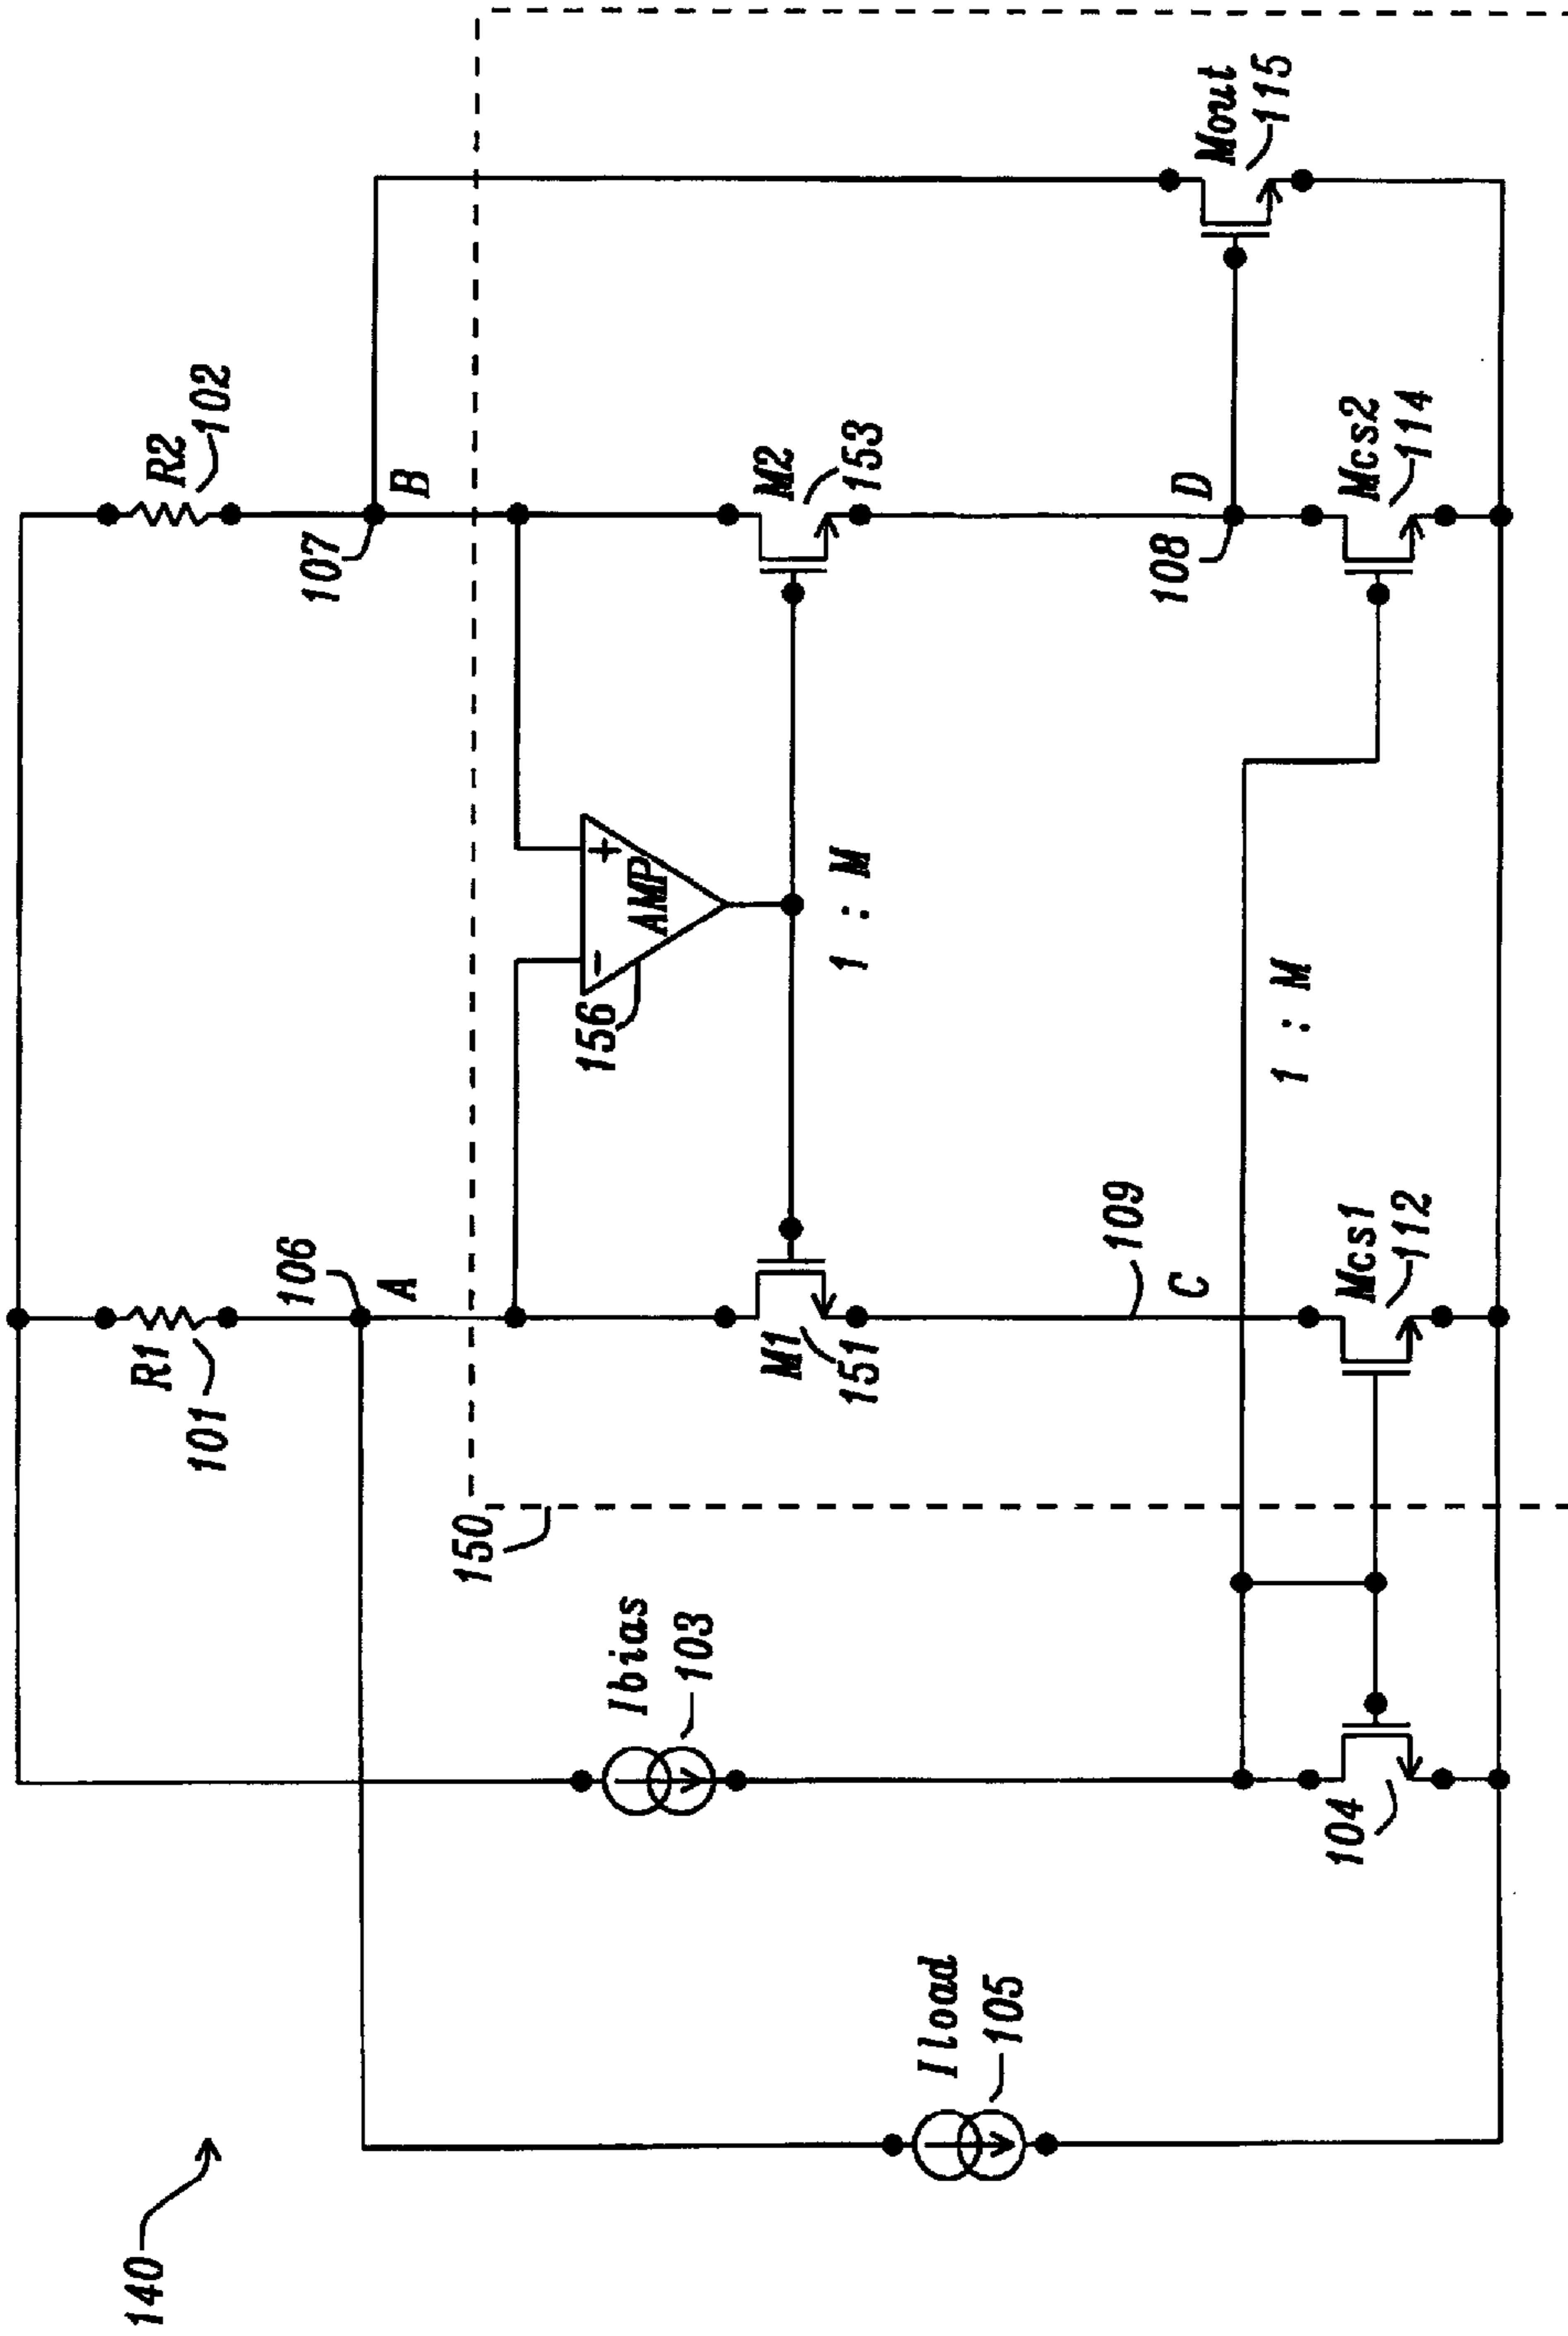 140
R1
101
R2
102
106
A
107
B
150
Ibias
103
156
-
+
AMP
M1
151
M2
153
1 : M
Iload
105
109
C
1 : M
108
D
Mout
115
104
Mcs1
112
Mcs2
114